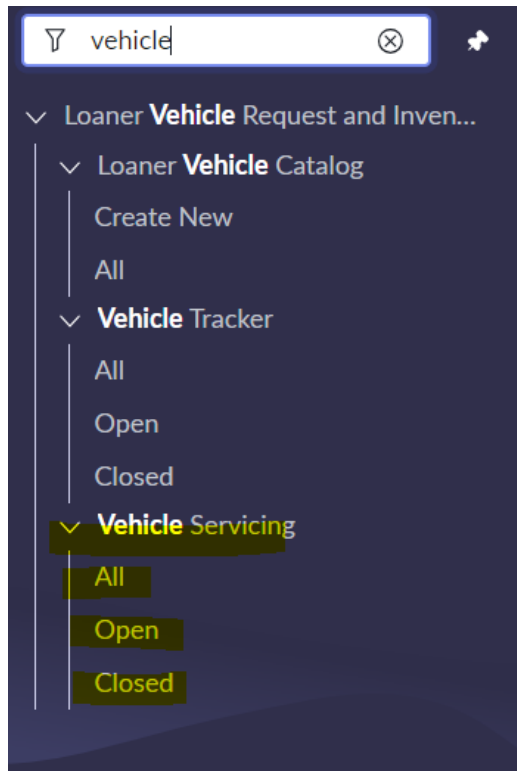 vehicle
Loaner Vehicle Request and Inven...
Loaner Vehicle Catalog
Create New
All
Vehicle Tracker
All
Open
Closed
Vehicle Servicing
All
Open
Closed